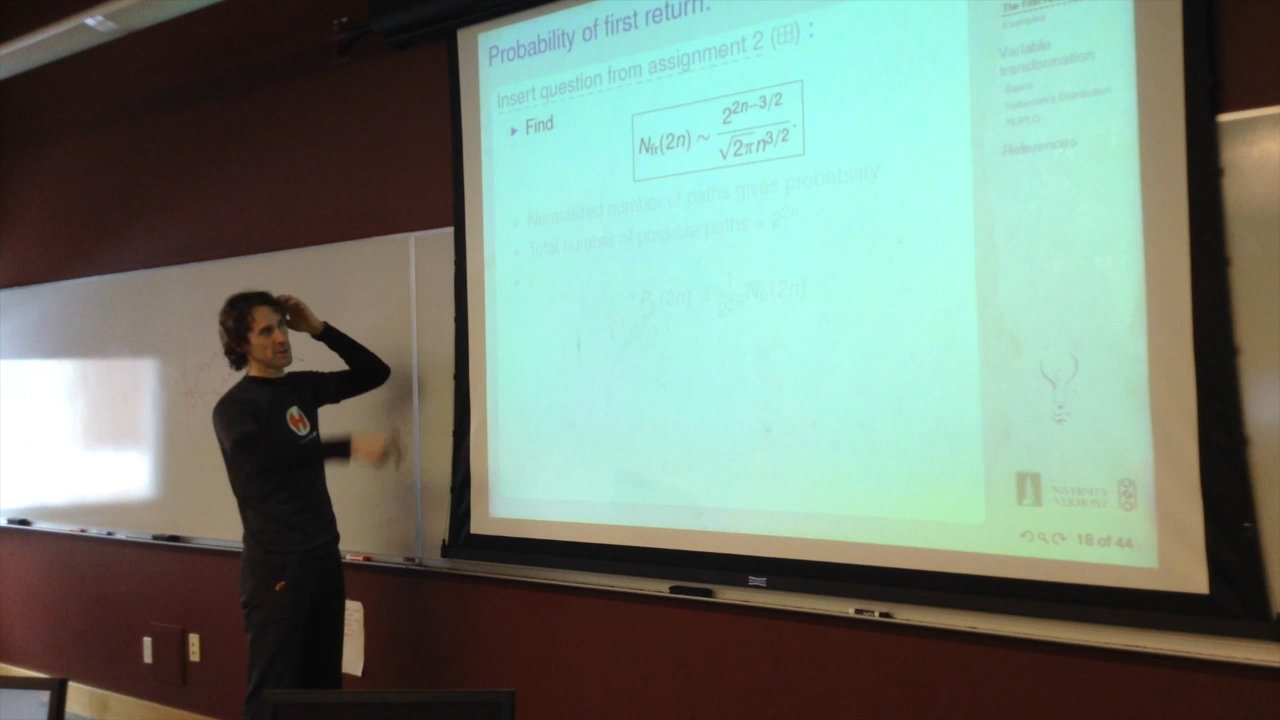 Probability of first return:
Insert question from assignment 2 (⊞) :
▸ Find
N_fr(2n) ~ 2^{2n−3/2} / √2π n^{3/2}.
▸ Normalized number of paths gives probability
▸ Total number of possible paths = 2^{2n}
▸
P_fr(2n) = 1/2^{2n} N_fr(2n)
Examples
Variable
transformation
Basics
Holtsmark's Distribution
PLIPLO
References
UNIVERSITY
VERMONT
18 of 44